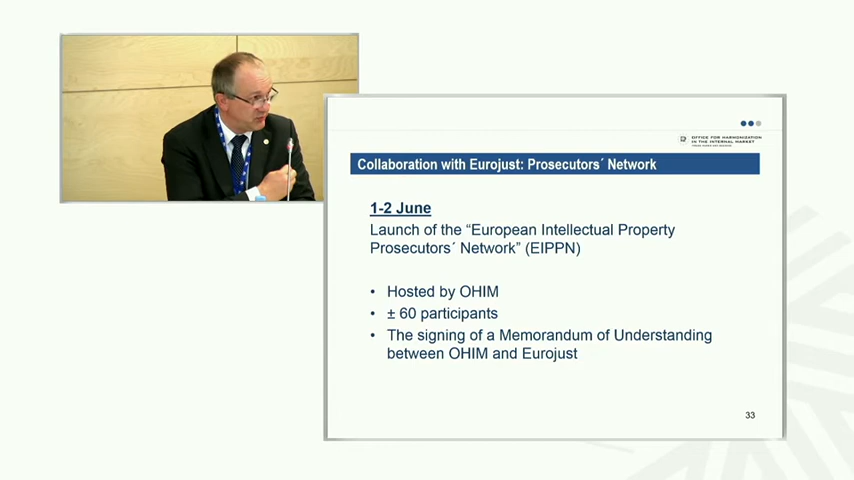 OFFICE FOR HARMONIZATION
IN THE INTERNAL MARKET
Collaboration with Eurojust: Prosecutors´ Network
1-2 June
Launch of the “European Intellectual Property
Prosecutors´ Network” (EIPPN)
• Hosted by OHIM
• ± 60 participants
• The signing of a Memorandum of Understanding
between OHIM and Eurojust
33